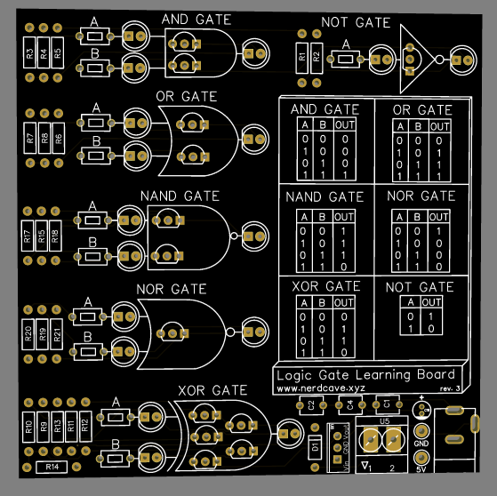 AND GATE
NOT GATE
R3 R4 R5
A
B
R1 R2
A
OR GATE
R7 R8 R6
A
B
AND GATE
A B OUT
0 0 0
0 1 0
1 0 0
1 1 1
OR GATE
A B OUT
0 0 0
0 1 1
1 0 1
1 1 1
NAND GATE
R17 R15 R18
A
B
NAND GATE
A B OUT
0 0 1
0 1 1
1 0 1
1 1 0
NOR GATE
A B OUT
0 0 1
0 1 0
1 0 0
1 1 0
NOR GATE
R20 R19 R21
A
B
XOR GATE
A B OUT
0 0 0
0 1 1
1 0 1
1 1 0
NOT GATE
A OUT
0 1
1 0
Logic Gate Learning Board
www.nerdcave-xyz
rev. 3
XOR GATE
R10 R9 R13 R11 R12
A
B
R14
C2 C4 C1
D1
Vin GND Vout
U5
1 2
+
GND
5V